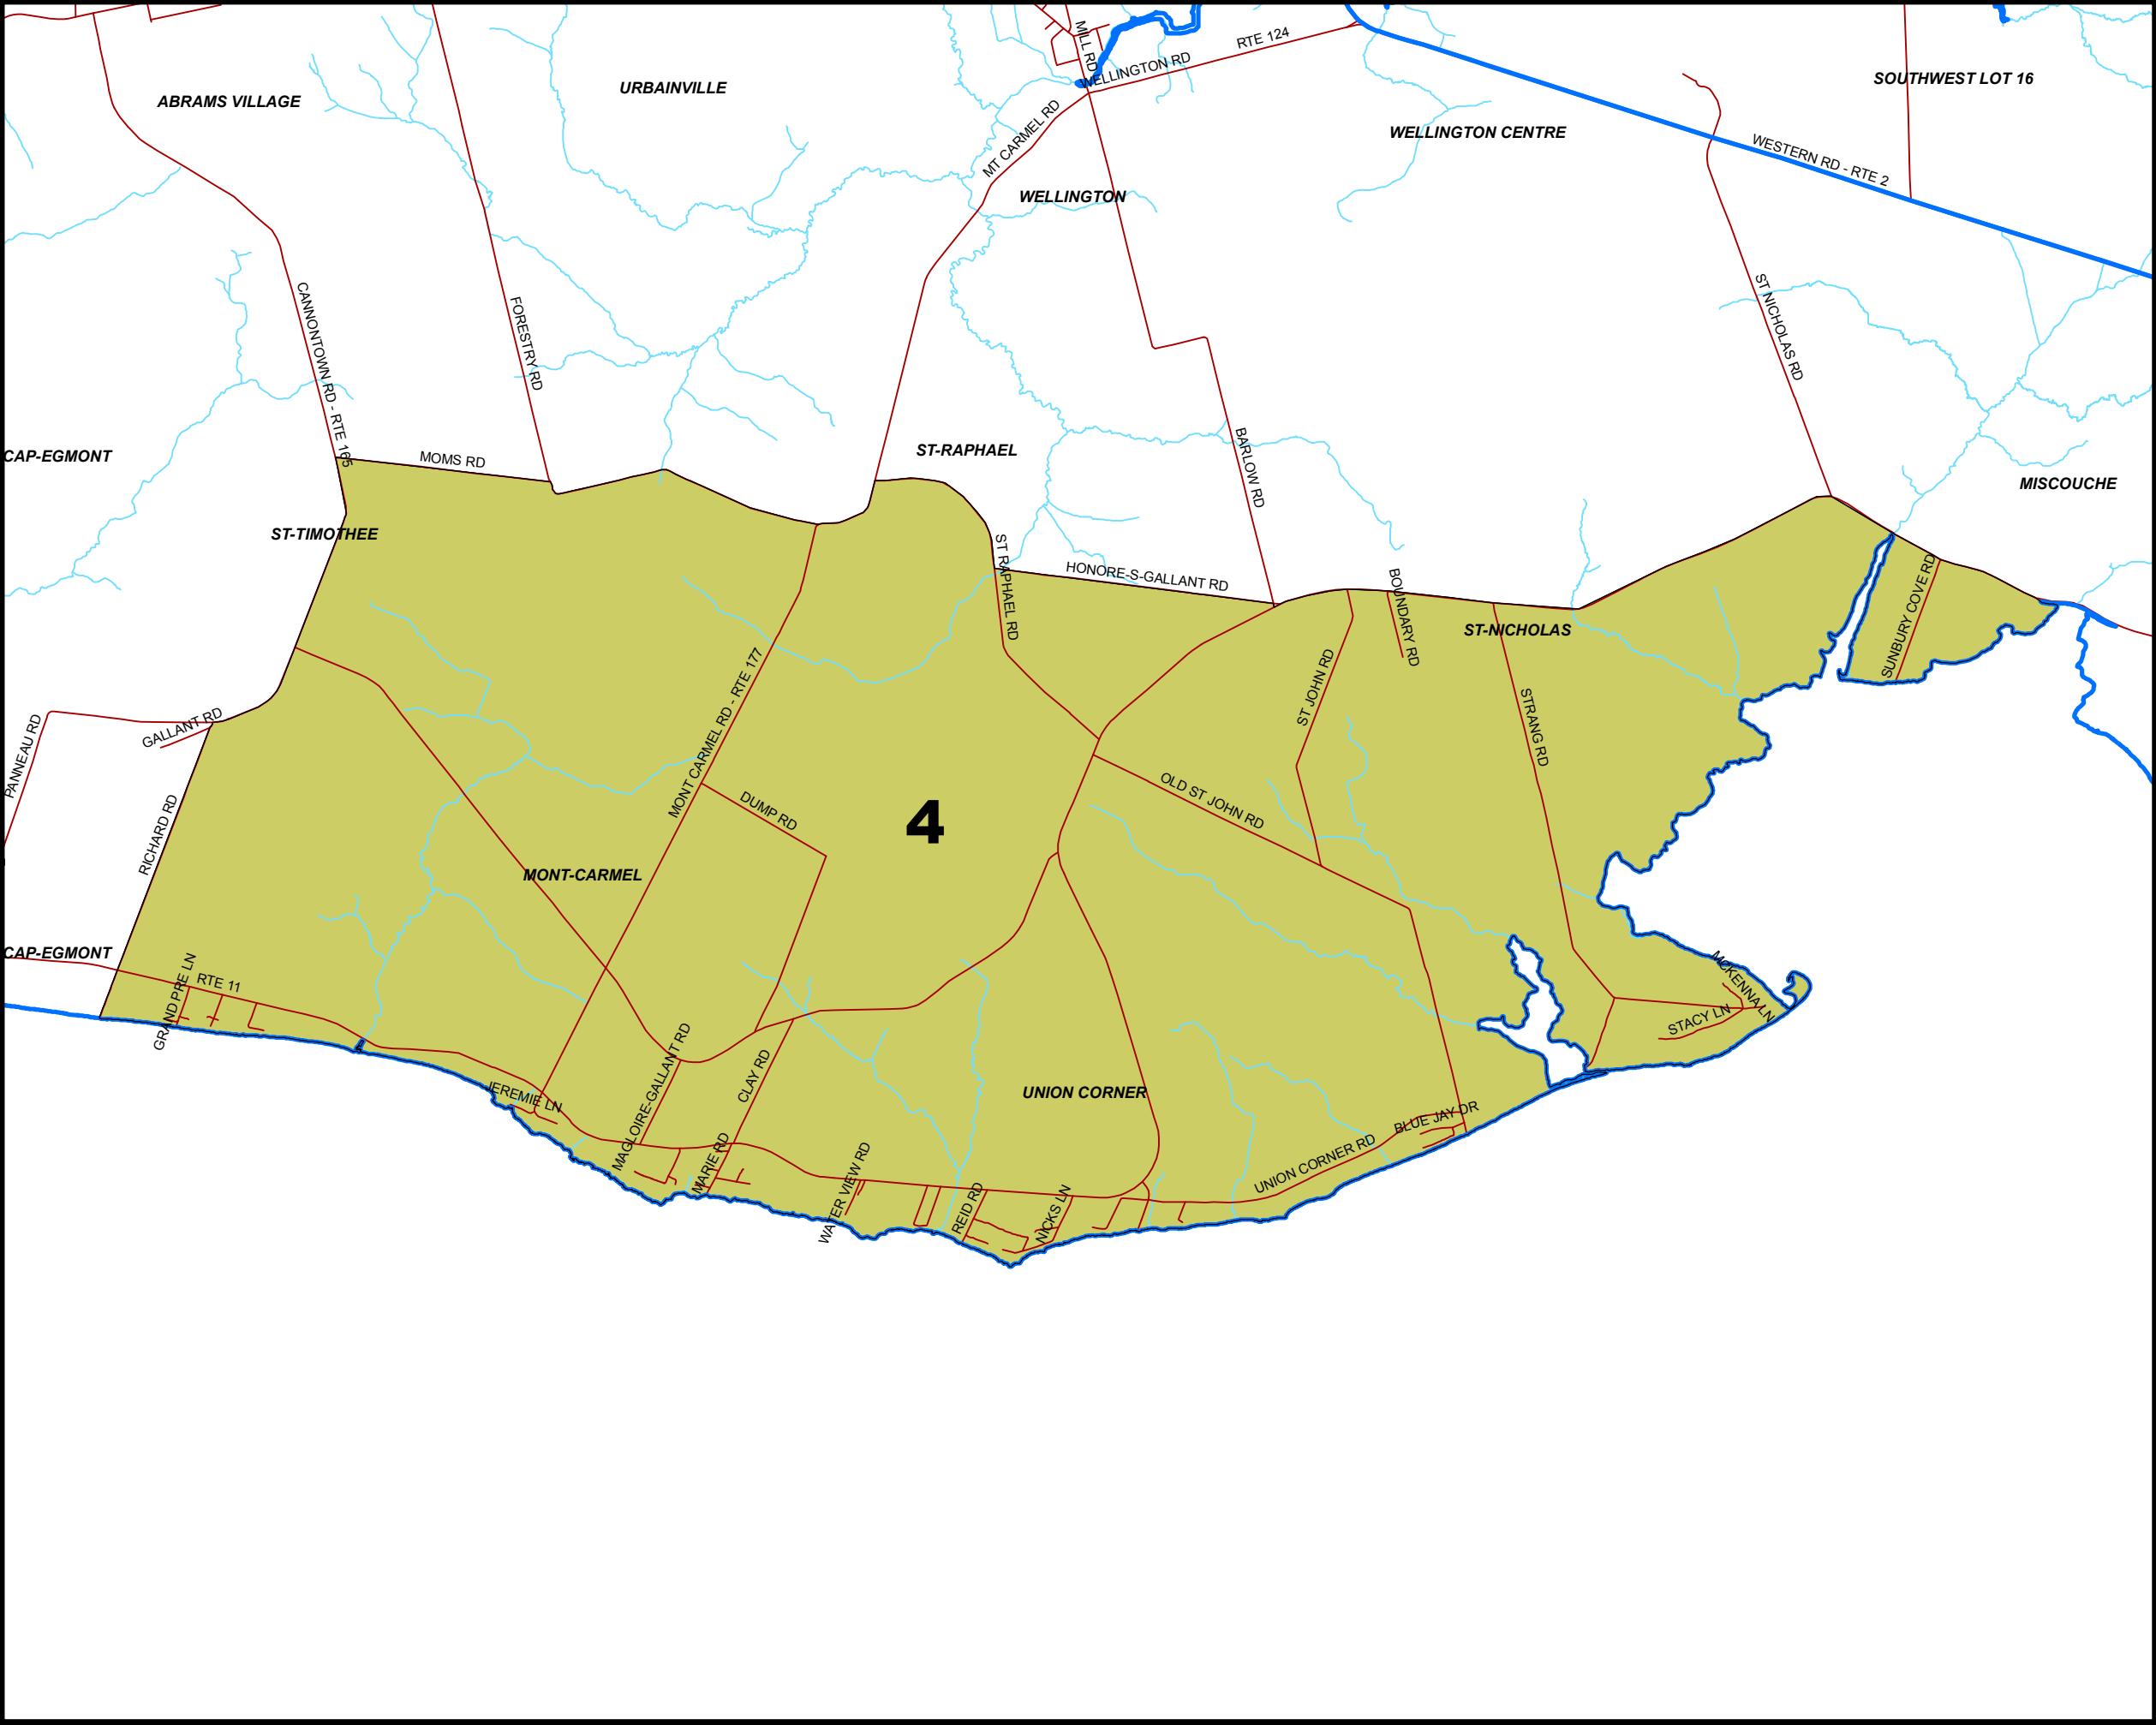 MILL RD
RTE 124
WELLINGTON RD
SOUTHWEST LOT 16
URBAINVILLE
ABRAMS VILLAGE
WELLINGTON CENTRE
MT CARMEL RD
WESTERN RD - RTE 2
WELLINGTON
CANNONTOWN RD - RTE 165
FORESTRY RD
ST NICHOLAS RD
CAP-EGMONT
MOMS RD
ST-RAPHAEL
BARLOW RD
MISCOUCHE
ST-TIMOTHEE
ST RAPHAEL RD
HONORE-S-GALLANT RD
BOUNDARY RD
ST-NICHOLAS
SUNBURY COVE RD
ST JOHN RD
STRANG RD
MONT CARMEL RD - RTE 177
GALLANT RD
PANNEAU RD
OLD ST JOHN RD
DUMP RD
4
RICHARD RD
MONT-CARMEL
CAP-EGMONT
RTE 11
GRAND PRE LN
MCKENNA LN
STACY LN
JEREMIE LN
MAGLOIRE-GALLANT RD
CLAY RD
UNION CORNER
BLUE JAY DR
UNION CORNER RD
MARIE RD
WATER VIEW RD
REID RD
NICKS LN